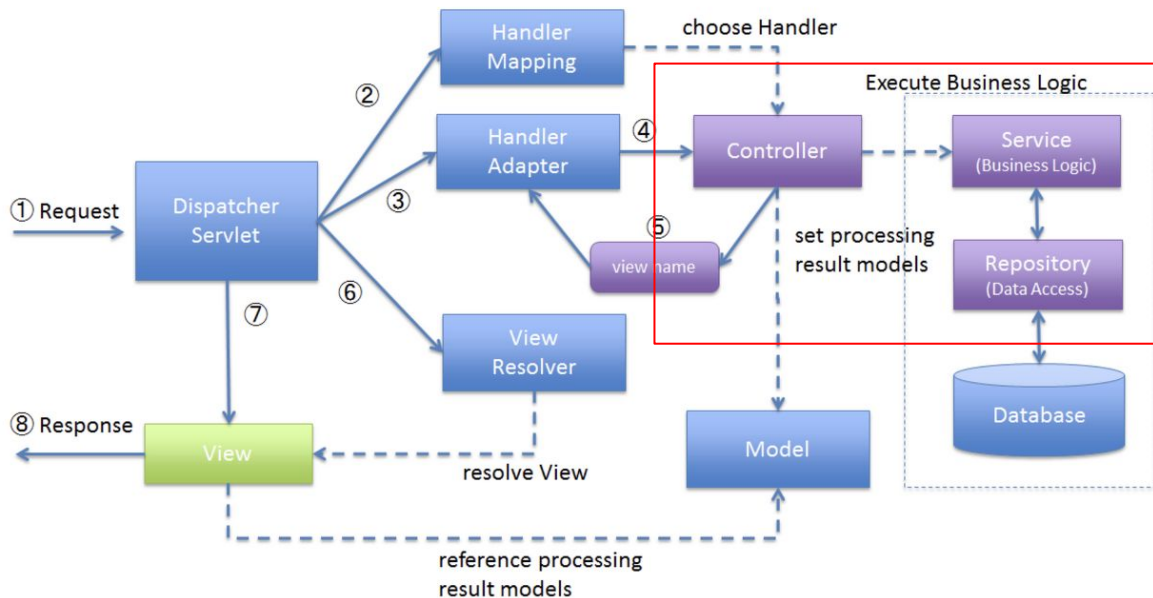 Handler
Mapping
choose Handler
Execute Business Logic
②
Handler
Adapter
④
Controller
Service
(Business Logic)
① Request
Dispatcher
Servlet
③
⑤
view name
set processing
result models
Repository
(Data Access)
⑥
⑦
View
Resolver
⑧ Response
View
resolve View
Model
Database
reference processing
result models